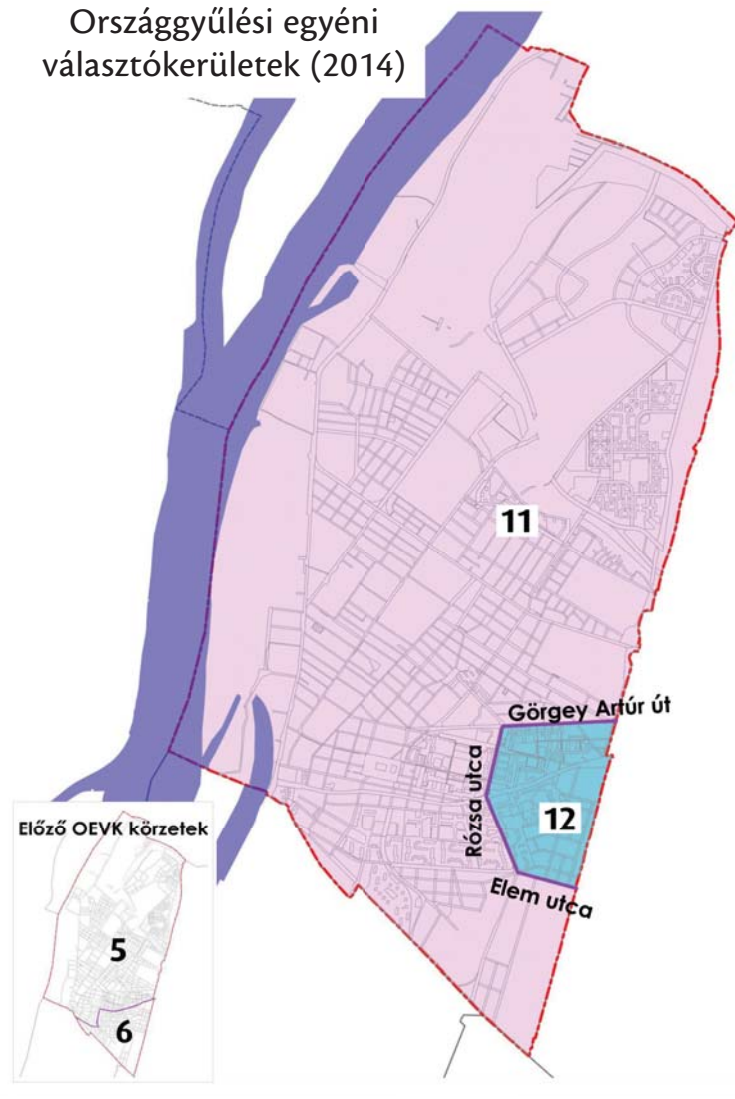 Országgyűlési egyéni
választókerületek (2014)
11
Görgey Artúr út
Rózsa utca
12
Elem utca
Előző OEVK körzetek
5
6